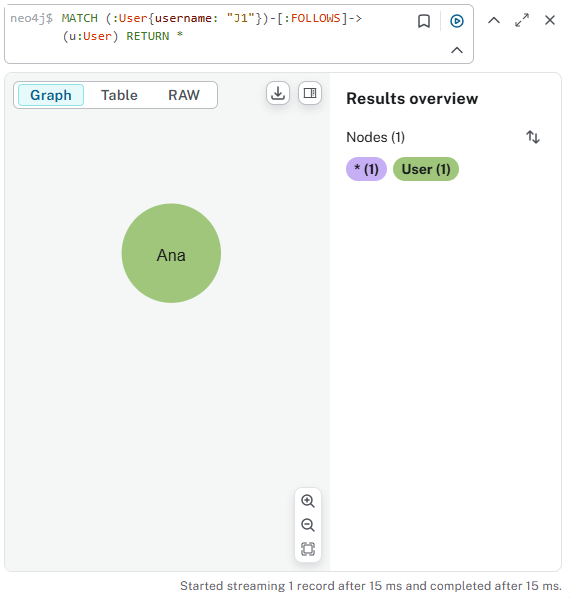 neo4j$ MATCH (:User{username: "J1"})-[:FOLLOWS]->
(u:User) RETURN *
Graph Table RAW
Results overview
Nodes (1)
* (1) User (1)
Ana
Started streaming 1 record after 15 ms and completed after 15 ms.